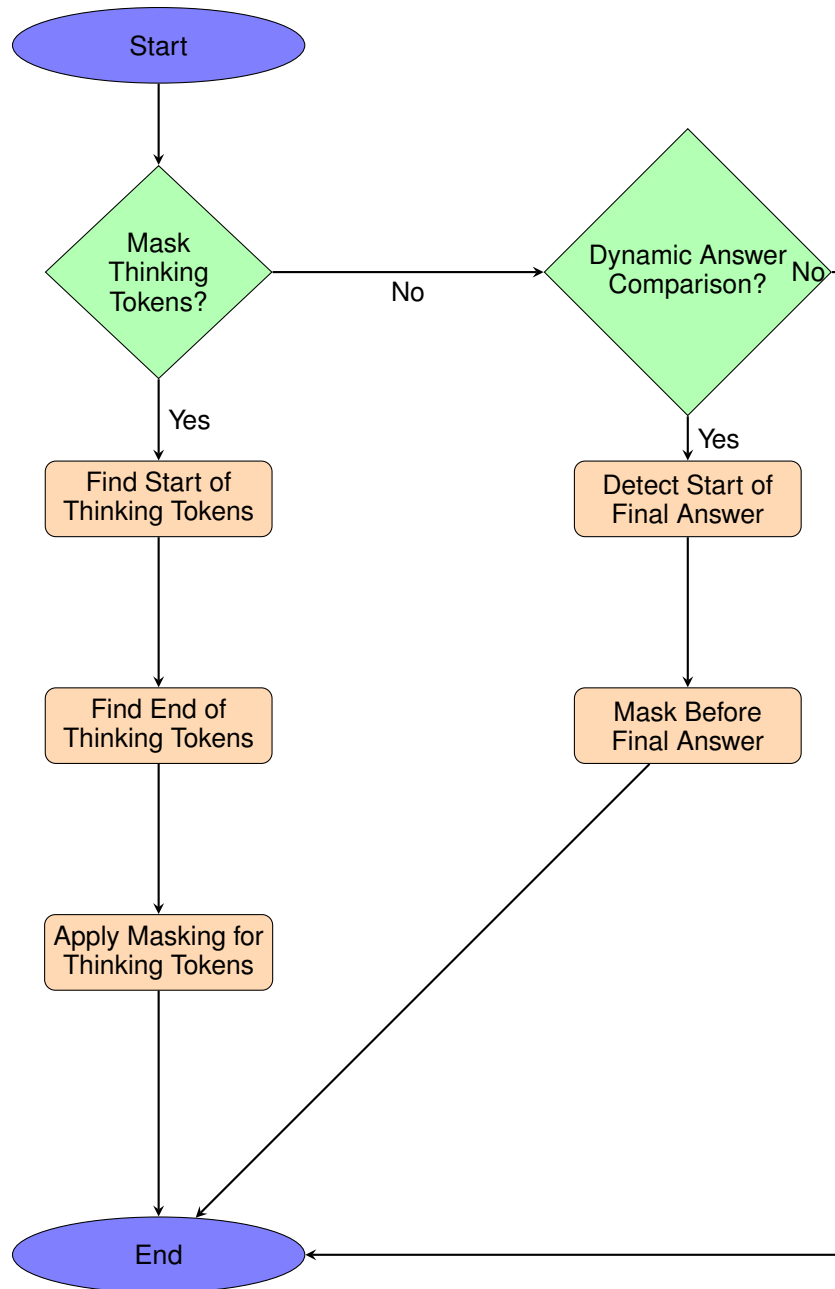 Start
Mask
Thinking
Tokens?
No
Dynamic Answer
Comparison?
No
Yes
Yes
Find Start of
Thinking Tokens
Detect Start of
Final Answer
Find End of
Thinking Tokens
Mask Before
Final Answer
Apply Masking for
Thinking Tokens
End